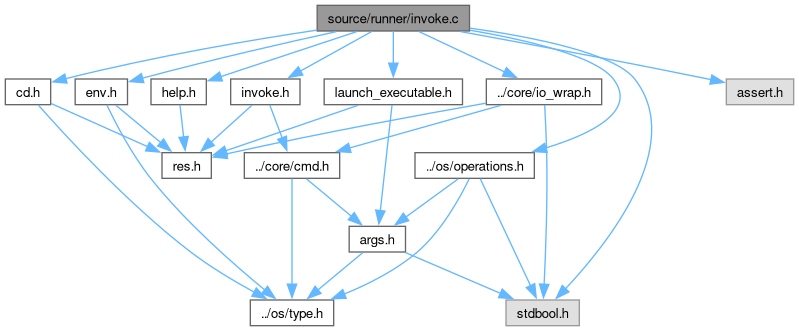 source/runner/invoke.c
cd.h
env.h
help.h
invoke.h
launch_executable.h
../core/io_wrap.h
assert.h
res.h
../core/cmd.h
../os/operations.h
args.h
../os/type.h
stdbool.h